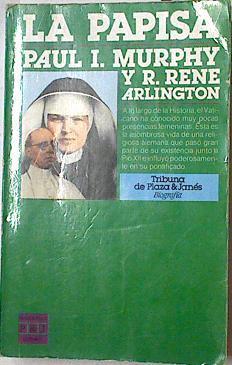 LA PAPISA
PAUL I. MURPHY
Y R. RENE
ARLINGTON
A lo largo de la Historia, el Vati-
cano ha conocido muy pocas
presencias femeninas. Esta es
la asombrosa vida de una reli-
giosa alemana que pasó gran
parte de su existencia junto a
Pío XII e influyó poderosamen-
te en su pontificado.
Tribuna
de Plaza & Janés
Biografía